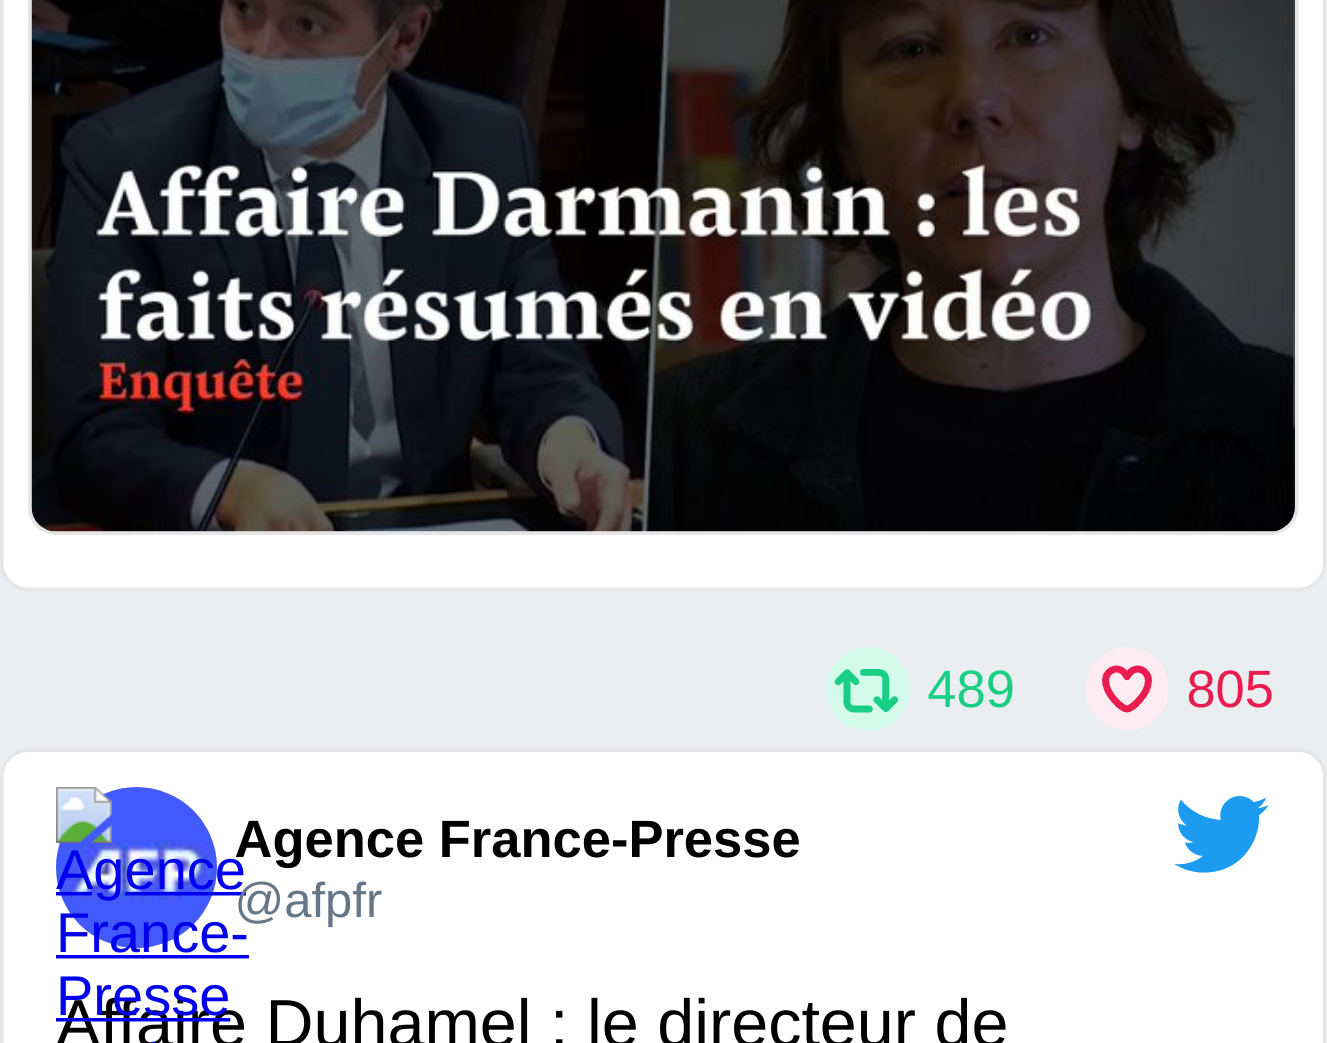 Affaire Darmanin : les
faits résumés en vidéo
Enquête
489
805
AFP
Agence France-Presse
@afpfr
Agence
France-
Presse
Affaire Duhamel : le directeur de